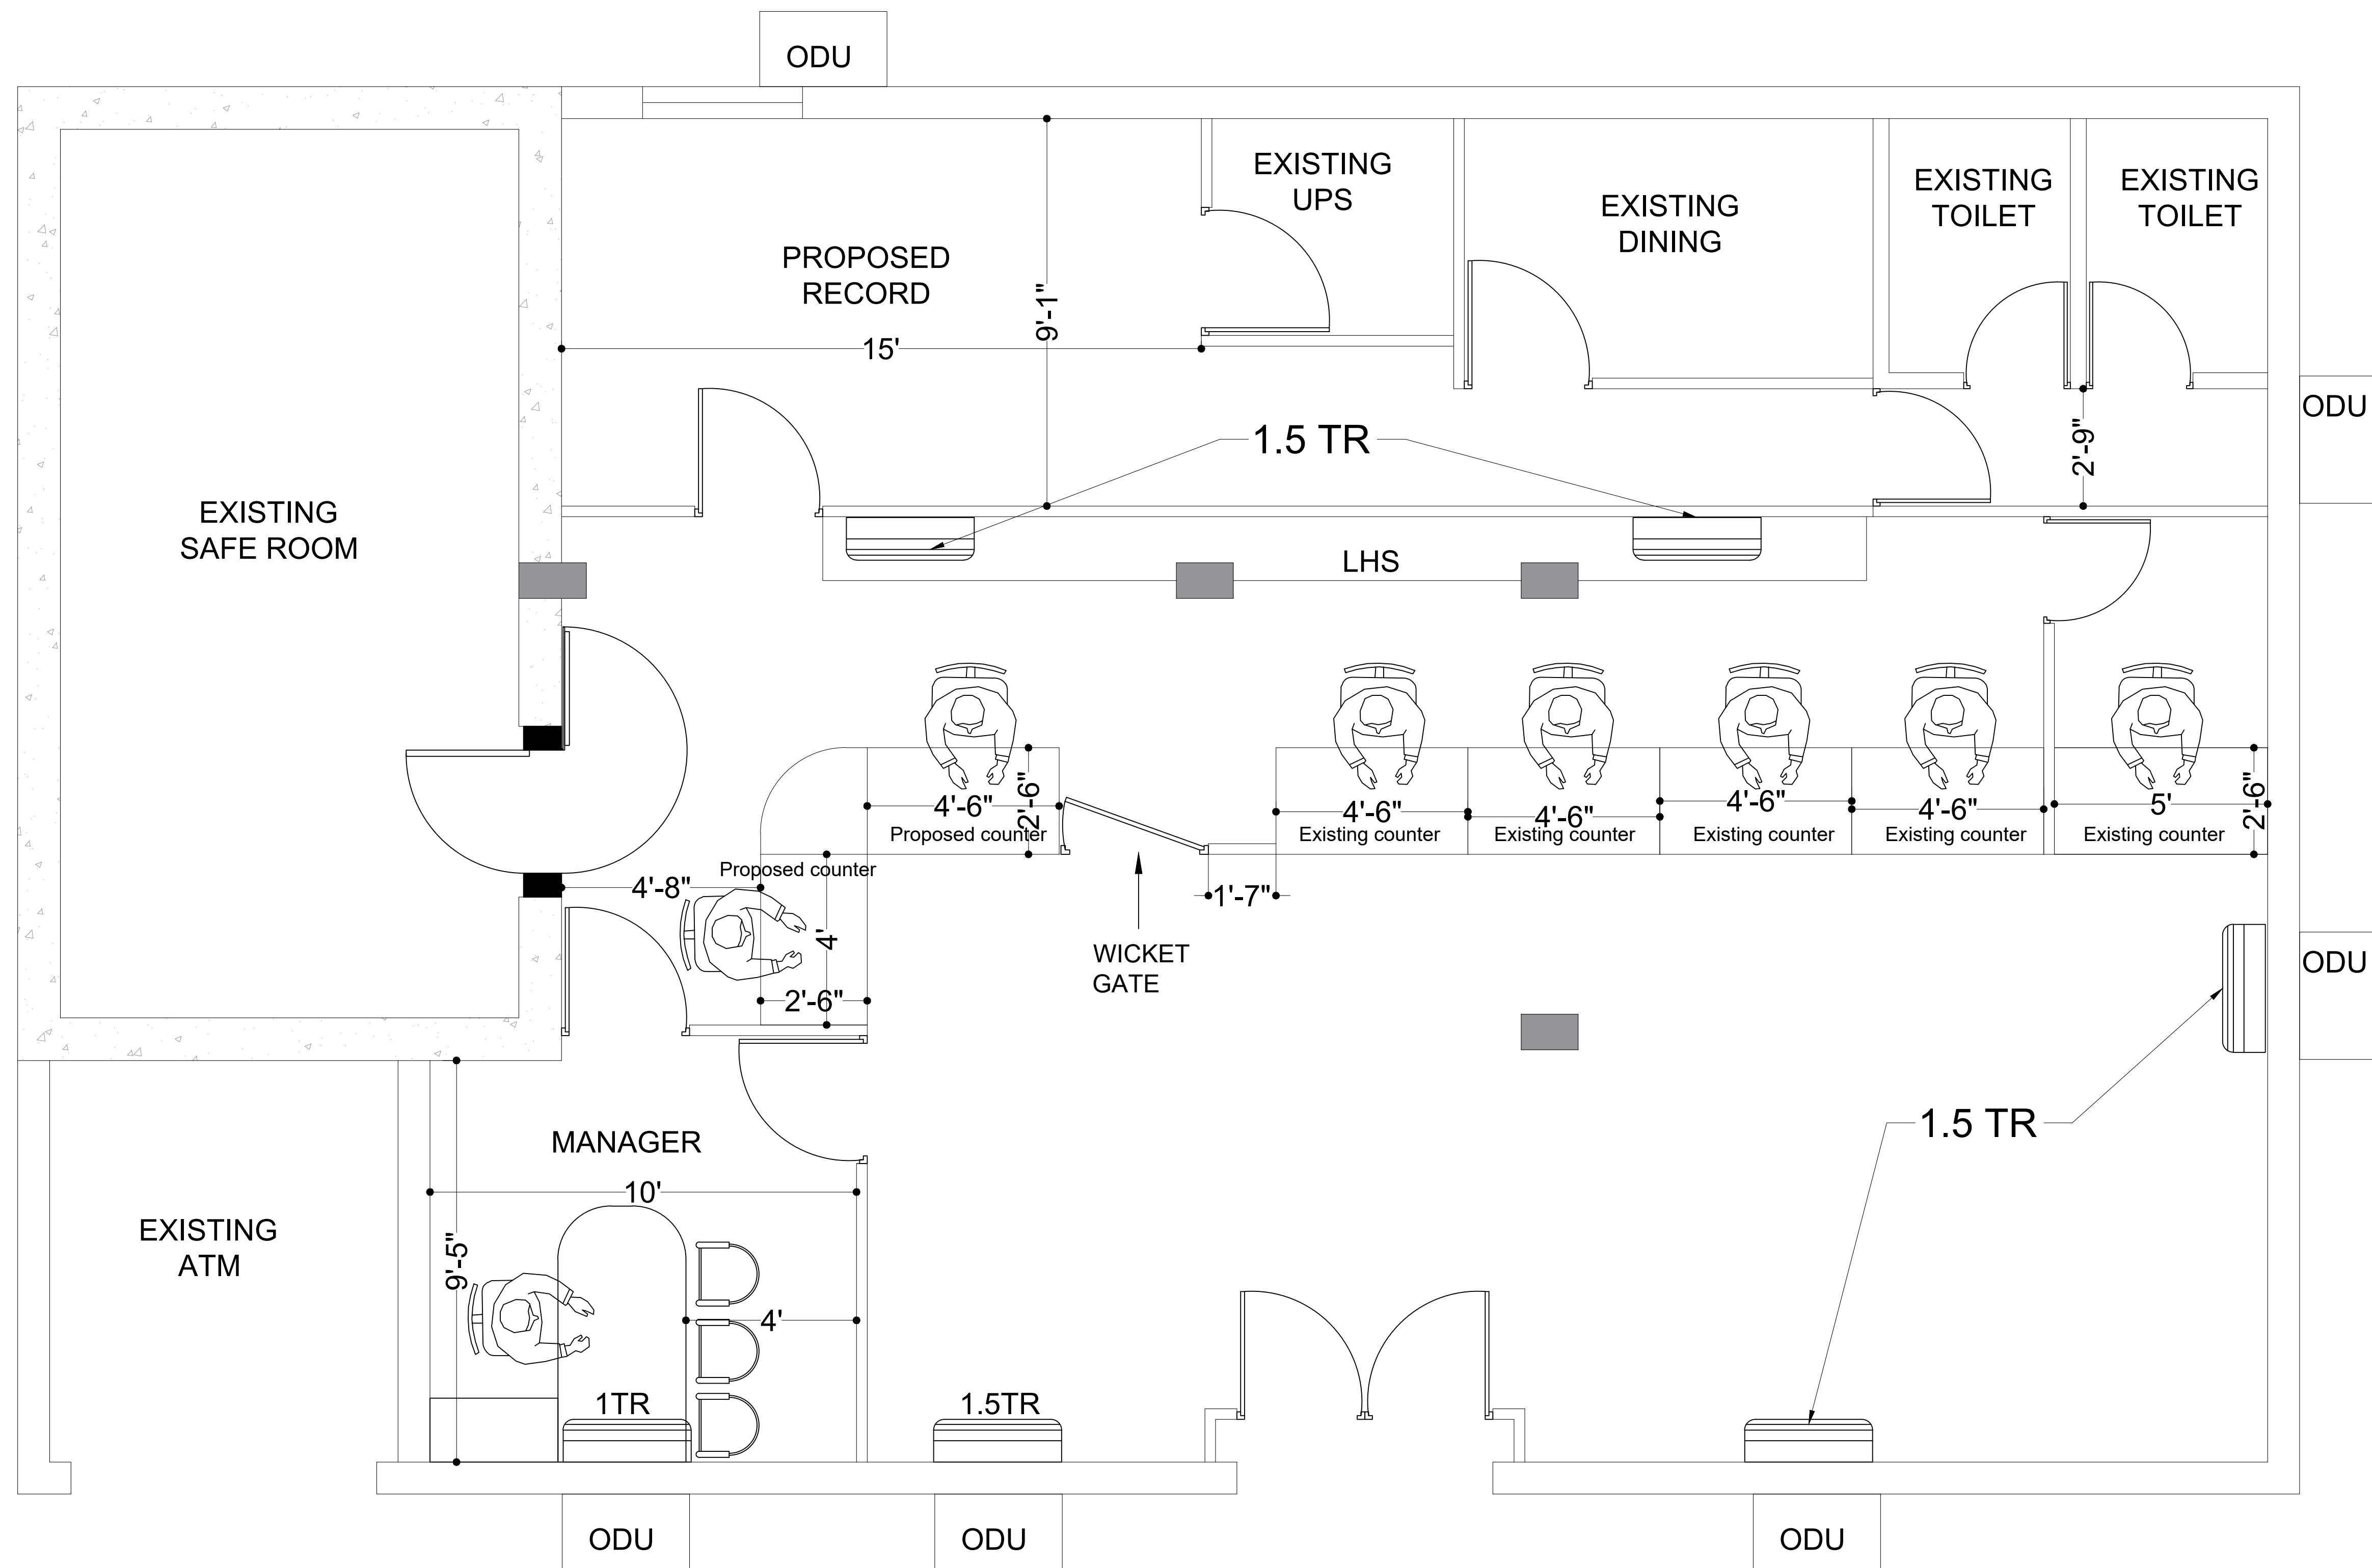 ODU
EXISTING
UPS
EXISTING
DINING
EXISTING
TOILET
EXISTING
TOILET
PROPOSED
RECORD
9'-1"
15'
ODU
1.5 TR
2'-9"
EXISTING
SAFE ROOM
LHS
4'-6"
2'-6"
Proposed counter
4'-6"
Existing counter
4'-6"
Existing counter
4'-6"
Existing counter
4'-6"
Existing counter
5'
2'-6"
Existing counter
Proposed counter
4'-8"
1'-7"
4'
2'-6"
WICKET
GATE
ODU
1.5 TR
MANAGER
10'
EXISTING
ATM
9'-5"
4'
1TR
1.5TR
ODU
ODU
ODU